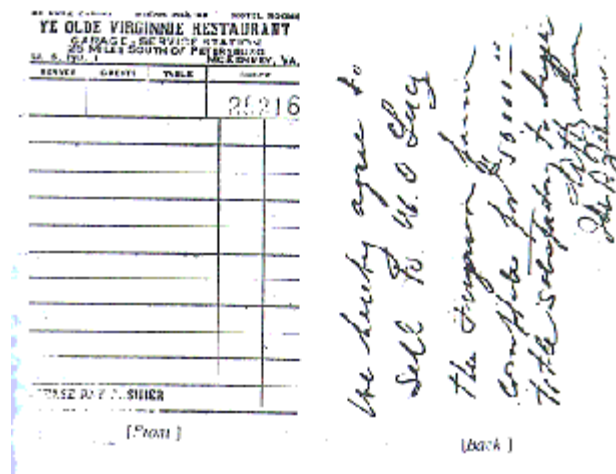 YE OLDE VIRGINNIE RESTAURANT
GARAGE - SERVICE STATION
25 MILES SOUTH OF PETERSBURG
U. S. NO. 1 McKENNEY, VA.
SERVER GUESTS TABLE
25216
[Front]
We hereby agree to
sell to W. O Lucy
the Ferguson Farm
complete for $50000 00
title satisfactory to buyer
[back]